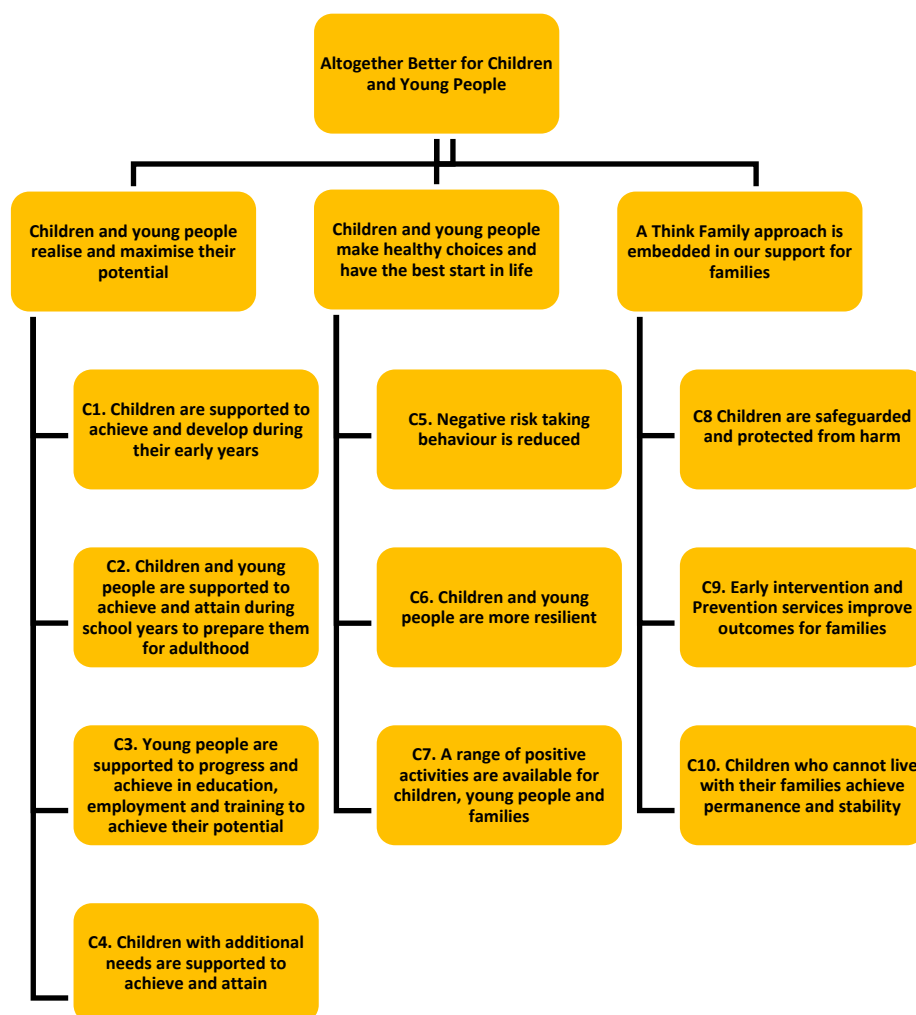 Altogether Better for Children
and Young People
Children and young people
realise and maximise their
potential
Children and young people
make healthy choices and
have the best start in life
A Think Family approach is
embedded in our support for
families
C1. Children are supported to
achieve and develop during
their early years
C2. Children and young
people are supported to
achieve and attain during
school years to prepare them
for adulthood
C3. Young people are
supported to progress and
achieve in education,
employment and training to
achieve their potential
C4. Children with additional
needs are supported to
achieve and attain
C5. Negative risk taking
behaviour is reduced
C6. Children and young
people are more resilient
C7. A range of positive
activities are available for
children, young people and
families
C8 Children are safeguarded
and protected from harm
C9. Early intervention and
Prevention services improve
outcomes for families
C10. Children who cannot live
with their families achieve
permanence and stability